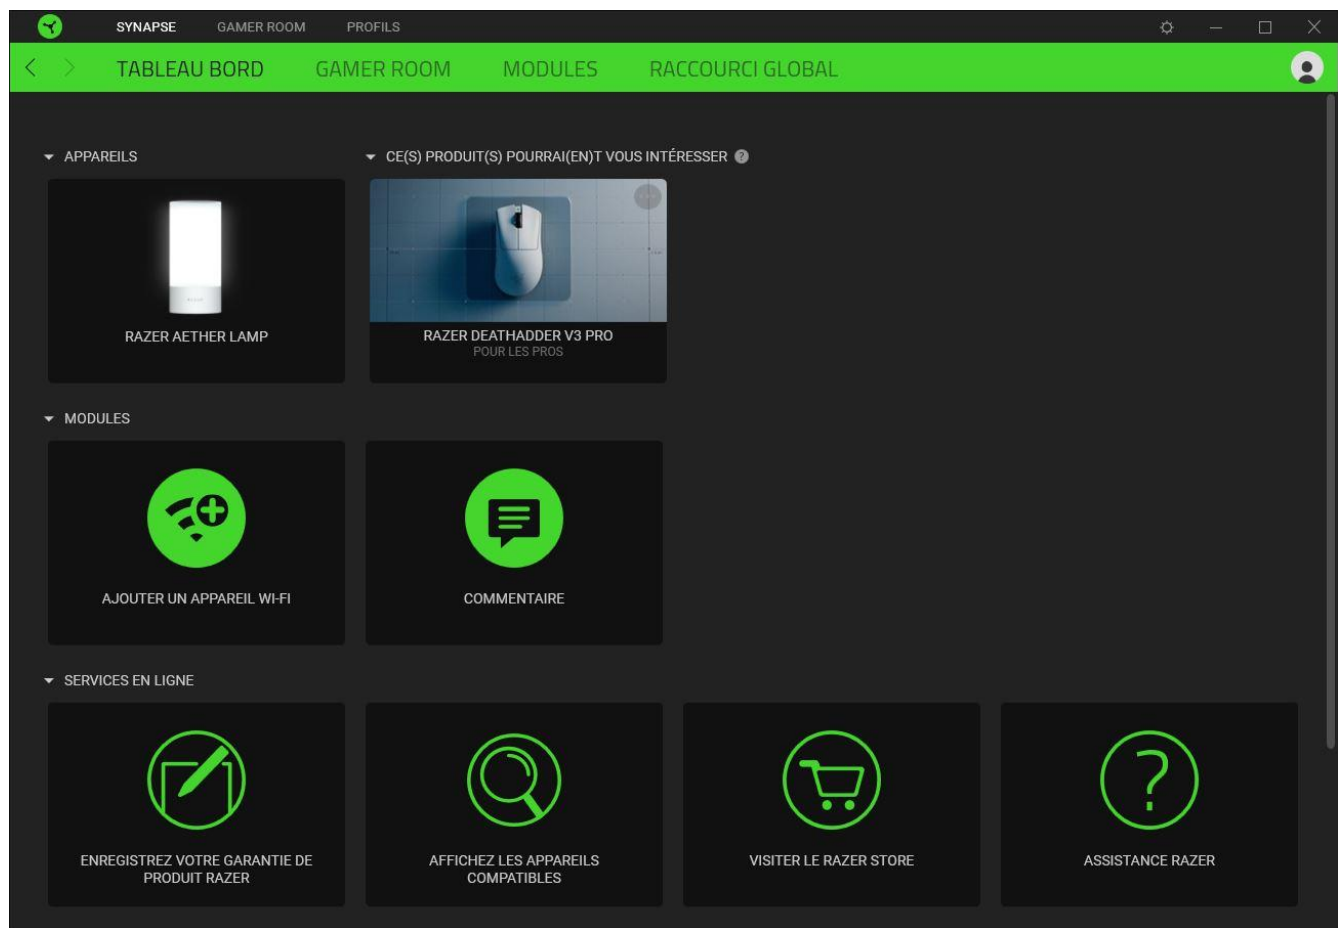 SYNAPSE GAMER ROOM PROFILS
TABLEAU BORD GAMER ROOM MODULES RACCOURCI GLOBAL
APPAREILS
CE(S) PRODUIT(S) POURRAI(EN)T VOUS INTÉRESSER ?
RAZER AETHER LAMP
RAZER DEATHADDER V3 PRO
POUR LES PROS
MODULES
AJOUTER UN APPAREIL WI-FI
COMMENTAIRE
SERVICES EN LIGNE
ENREGISTREZ VOTRE GARANTIE DE
PRODUIT RAZER
AFFICHEZ LES APPAREILS
COMPATIBLES
VISITER LE RAZER STORE
ASSISTANCE RAZER